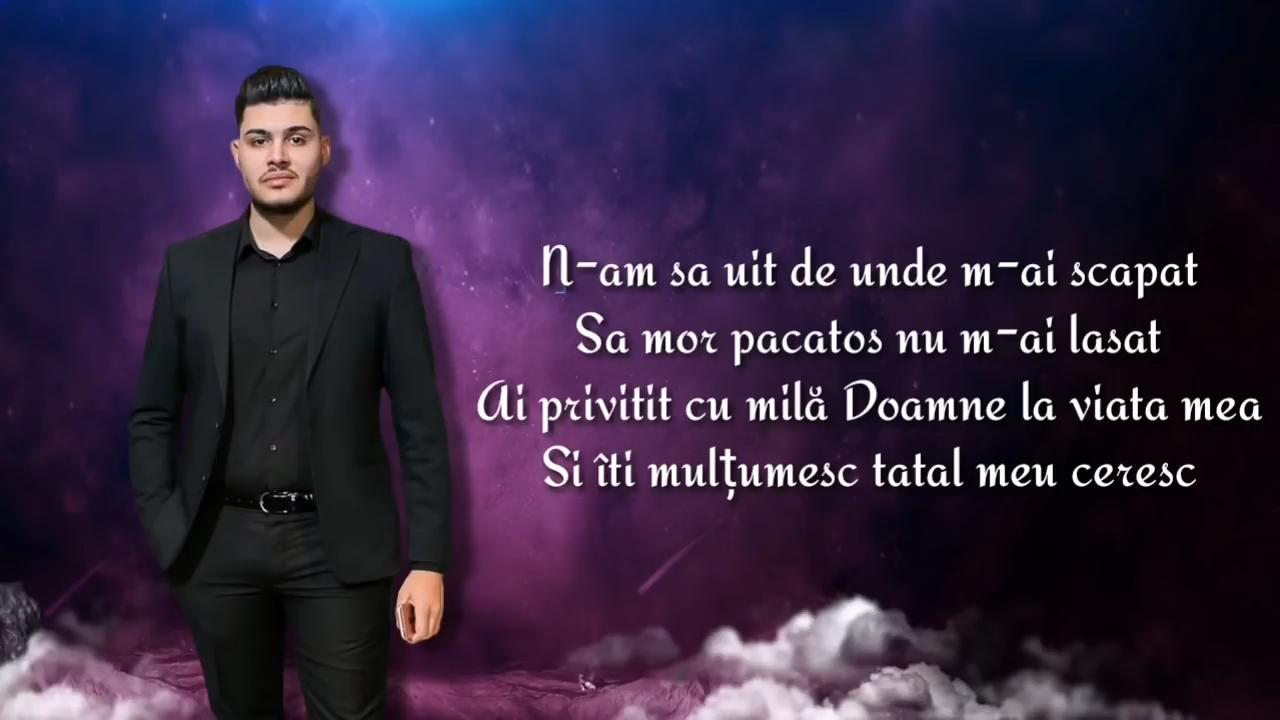 N-am sa uit de unde m-ai scapat
Sa mor pacatos nu m-ai lasat
Ai privitit cu milă Doamne la viata mea
Si îti mulțumesc tatal meu ceresc